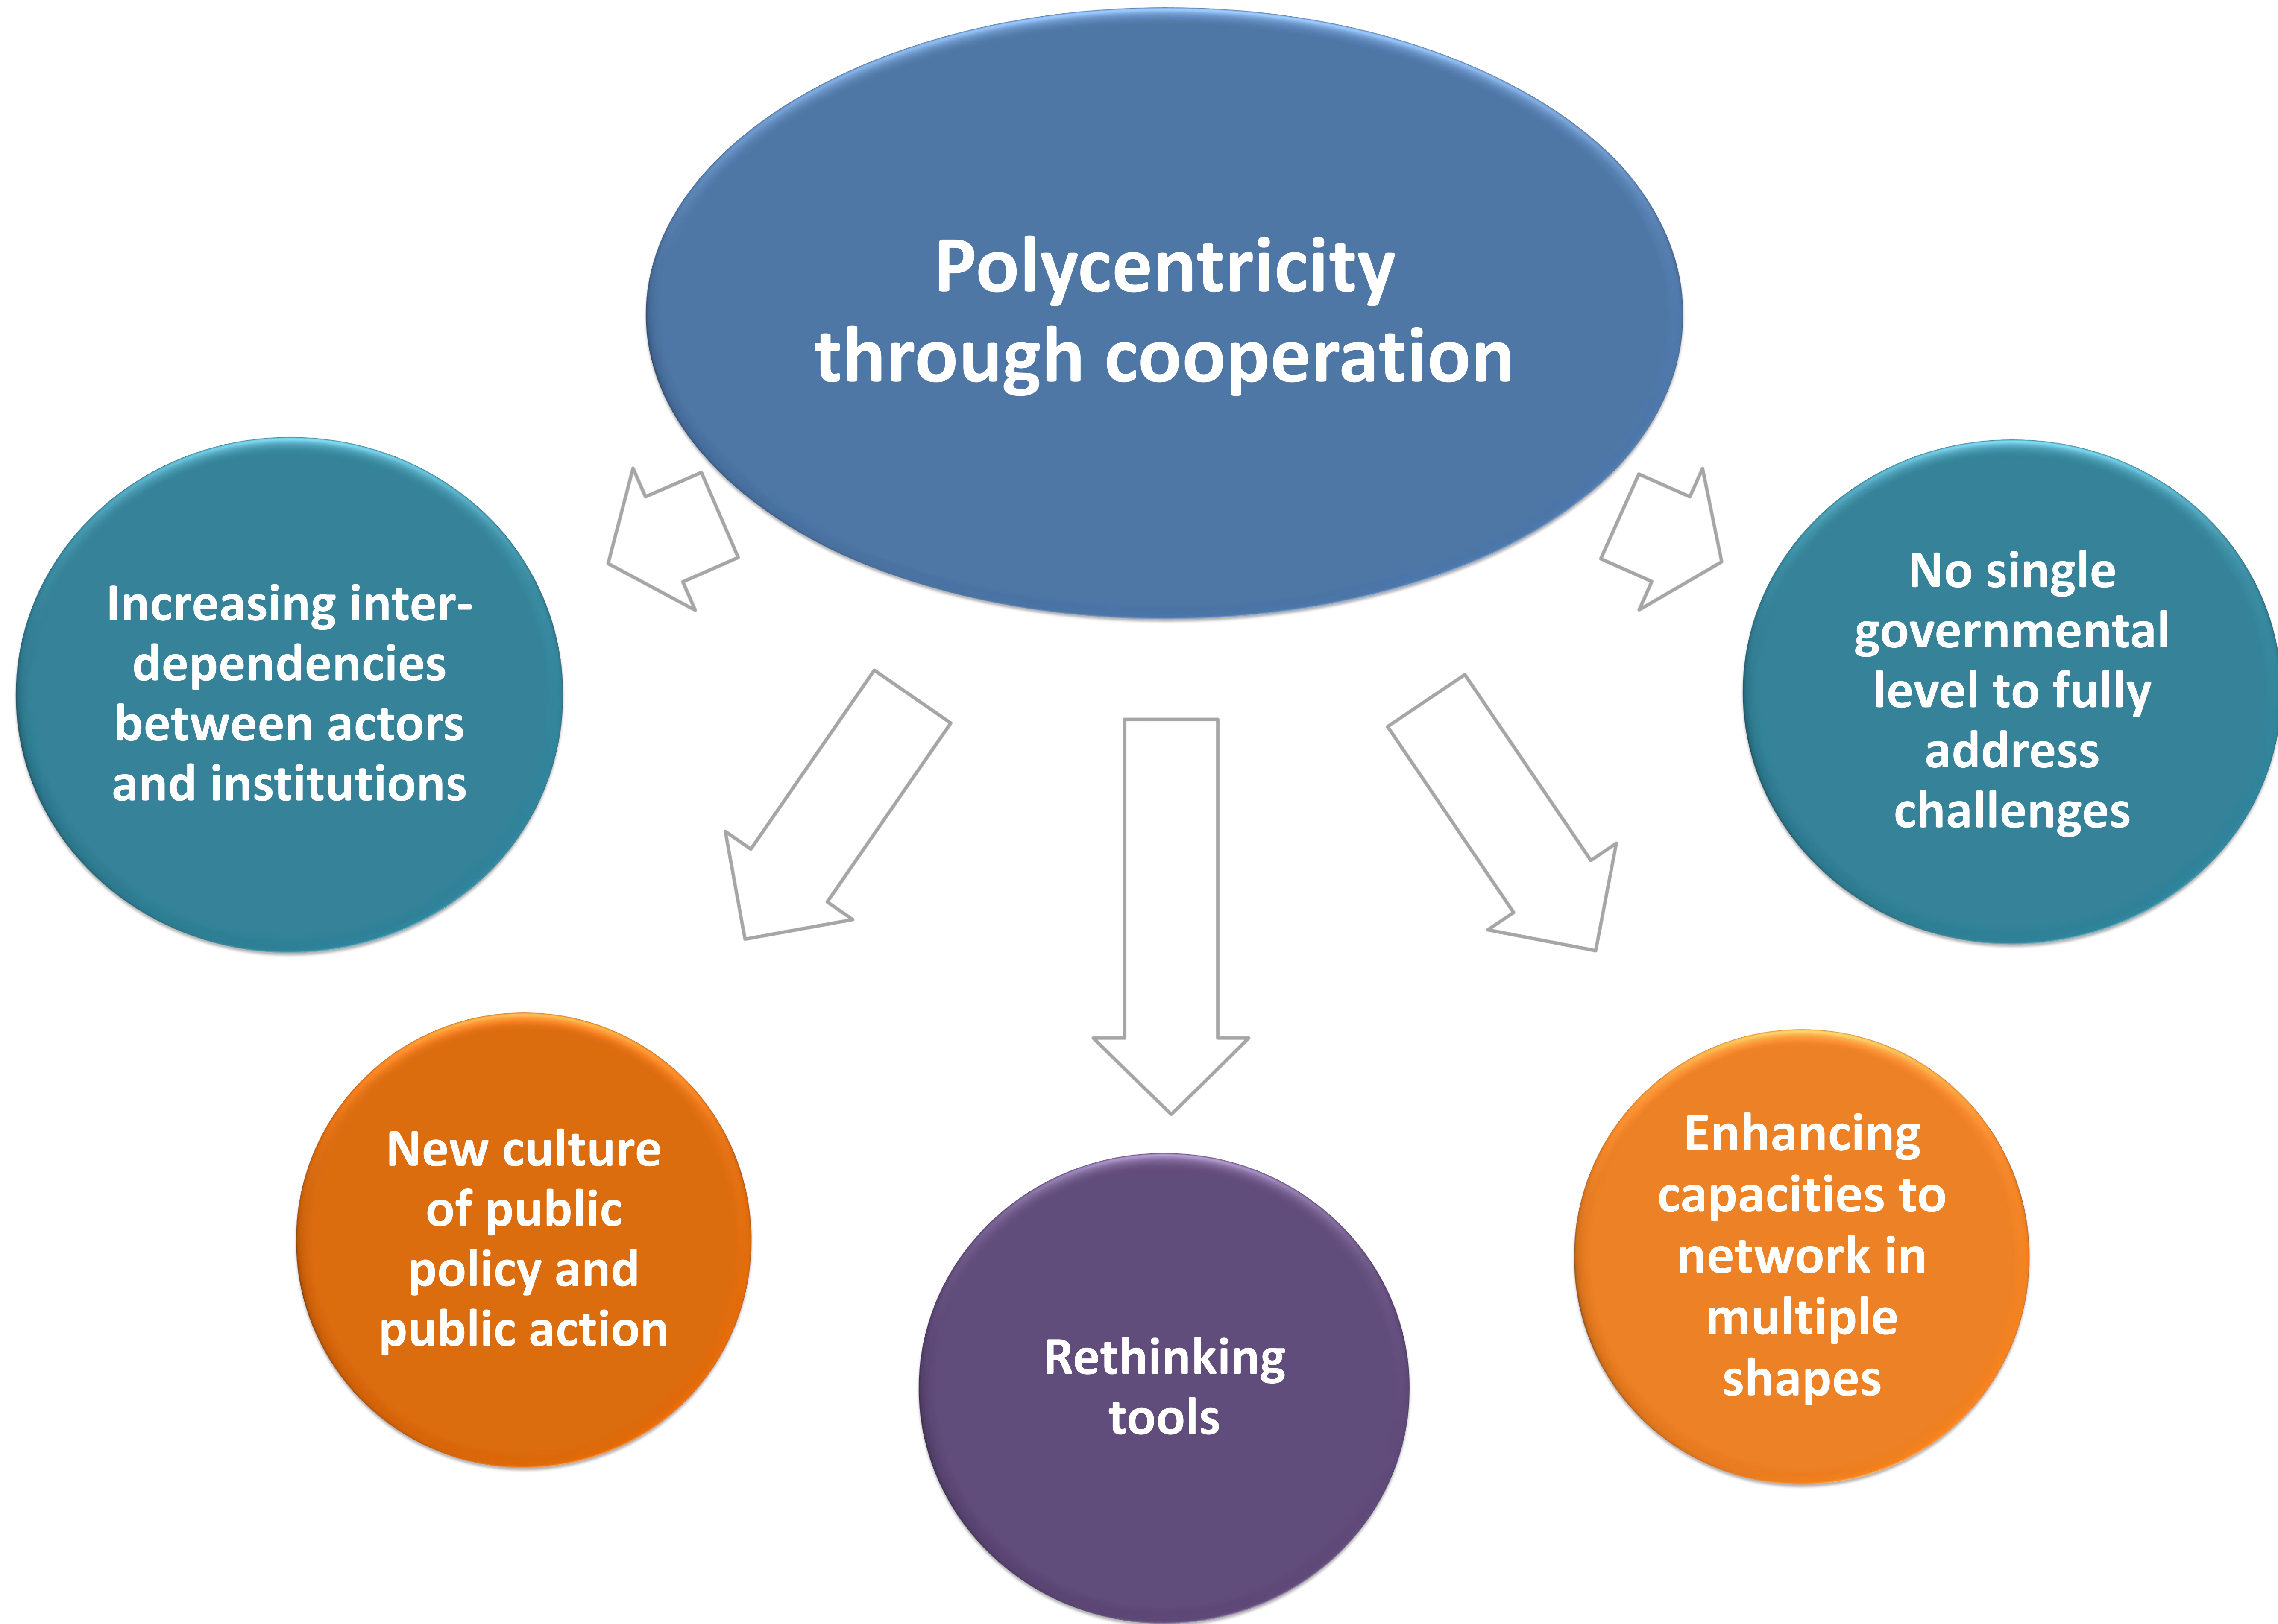 Polycentricity
through cooperation
Increasing inter-
dependencies
between actors
and institutions
No single
governmental
level to fully
address
challenges
New culture
of public
policy and
public action
Rethinking
tools
Enhancing
capacities to
network in
multiple
shapes